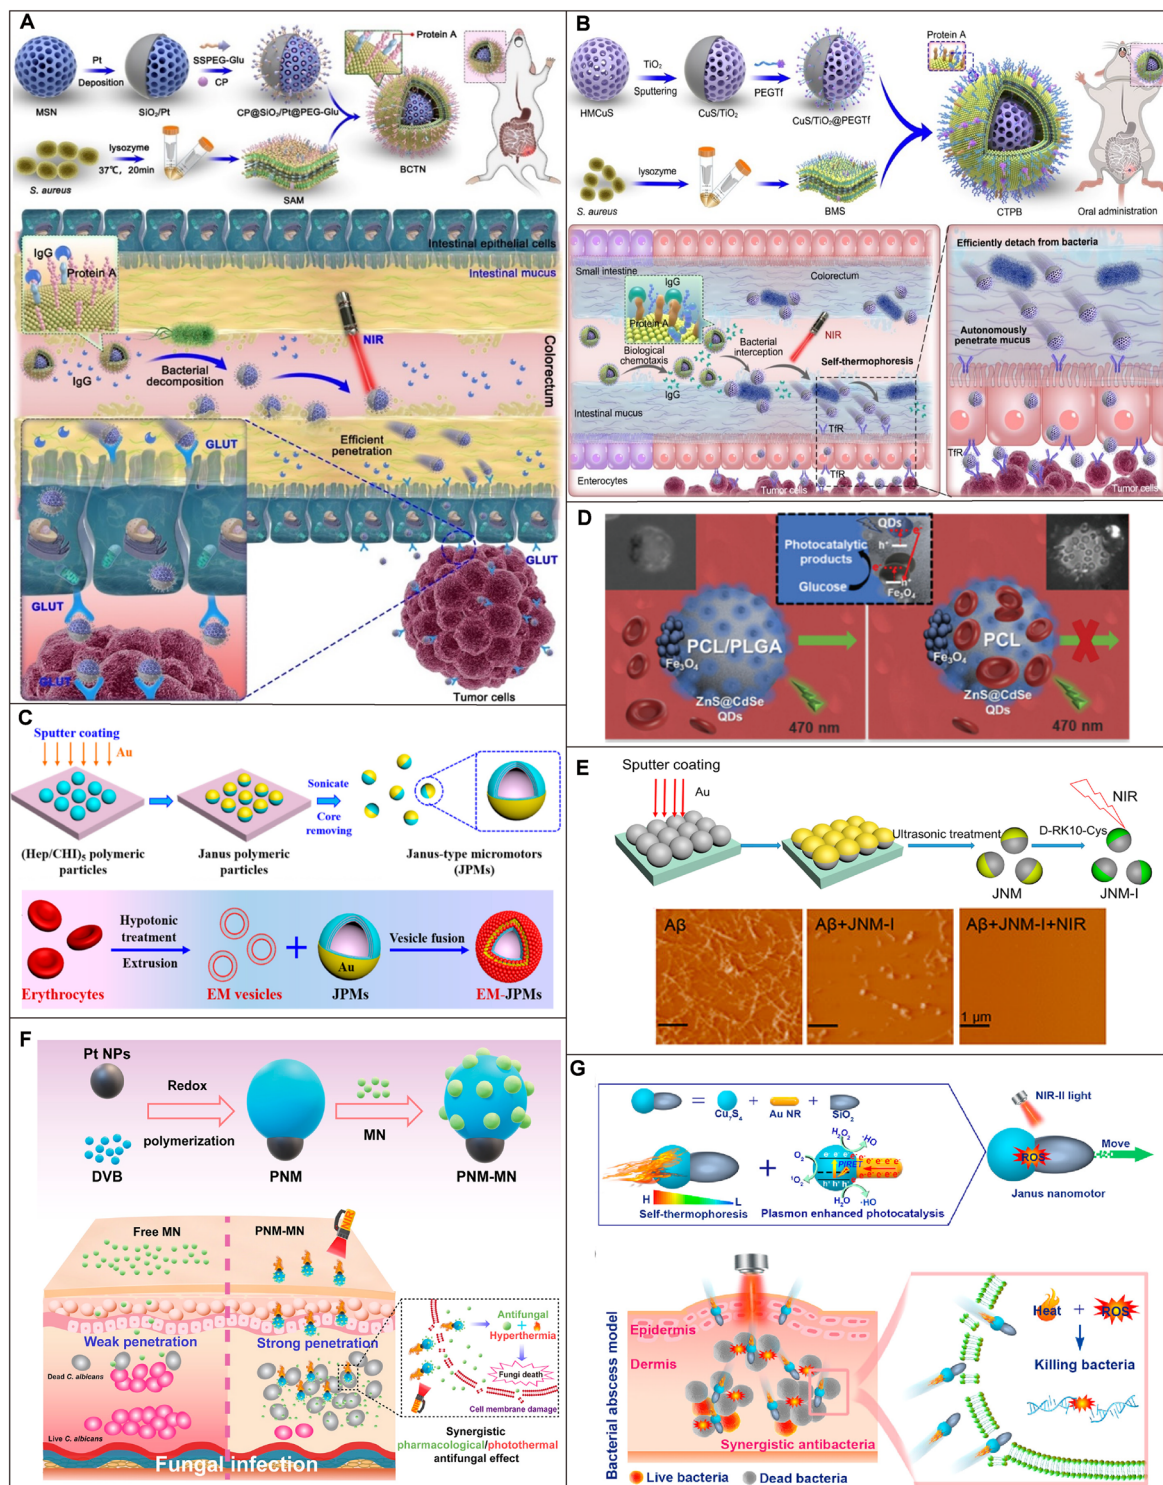 A
Protein A
Pt
Deposition
SSPEG-Glu
CP
MSN
SiO₂/Pt
CP@SiO₂/Pt@PEG-Glu
lysozyme
37℃, 20min
BCTN
S. aureus
SAM
Intestinal epithelial cells
IgG
Protein A
Intestinal mucus
NIR
IgG
Bacterial
decomposition
Colorectum
Efficient
penetration
GLUT
GLUT
GLUT
GLUT
Tumor cells
B
Protein A
TiO₂
Sputtering
PEGTf
HMCuS
CuS/TiO₂
CuS/TiO₂@PEGTf
lysozyme
S. aureus
BMS
CTPB
Oral administration
Small intestine
IgG
Colorectum
Protein A
Biological
chemotaxis
IgG
Bacterial
interception
NIR
Self-thermophoresis
Intestinal mucus
TfR
TfR
Enterocytes
Tumor cells
Efficiently detach from bacteria
Autonomously
penetrate mucus
TfR
Tumor cells
C
Sputter coating
Au
Sonicate
Core
removing
(Hep/CHI)₅ polymeric
particles
Janus polymeric
particles
Janus-type micromotors
(JPMs)
Hypotonic
treatment
Extrusion
Vesicle fusion
Au
Erythrocytes
EM vesicles
JPMs
EM-JPMs
D
QDs
h⁺
Photocatalytic
products
Glucose
h⁺
Fe₃O₄
PCL/PLGA
Fe₃O₄
ZnS@CdSe
QDs
470 nm
PCL
Fe₃O₄
ZnS@CdSe
QDs
470 nm
E
Sputter coating
Au
NIR
Ultrasonic treatment
D-RK10-Cys
JNM
JNM-I
Aβ
Aβ+JNM-I
Aβ+JNM-I+NIR
1 μm
F
Pt NPs
Redox
polymerization
MN
DVB
PNM
PNM-MN
Free MN
PNM-MN
Weak penetration
Strong penetration
Dead C. albicans
Live C. albicans
Fungal infection
Antifungal
+
Hyperthermia
Fungi death
Cell membrane damage
Synergistic
pharmacological/photothermal
antifungal effect
G
= + +
Cu₇S₄
Au NR
SiO₂
H₂O₂
·HO
O₂
e⁻ e⁻ e⁻
PIRET
¹O₂
h⁺ h⁺ h⁺
H₂O
·HO
H
L
Self-thermophoresis
Plasmon enhanced photocatalysis
NIR-II light
ROS
Move
Janus nanomotor
Bacterial abscess model
Epidermis
Dermis
Synergistic antibacteria
Live bacteria
Dead bacteria
Heat + ROS
Killing bacteria